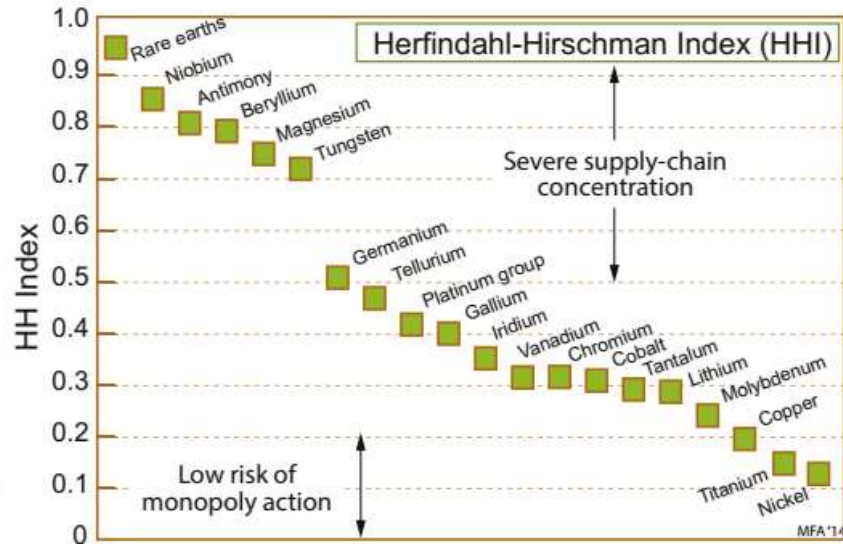 Herfindahl-Hirschman Index (HHI)
HH Index
1.0
0.9
0.8
0.7
0.6
0.5
0.4
0.3
0.2
0.1
0
Rare earths
Niobium
Antimony
Beryllium
Magnesium
Tungsten
Severe supply-chain
concentration
Germanium
Tellurium
Platinum group
Gallium
Iridium
Vanadium
Chromium
Cobalt
Tantalum
Lithium
Molybdenum
Copper
Titanium
Nickel
Low risk of
monopoly action
MFA '14